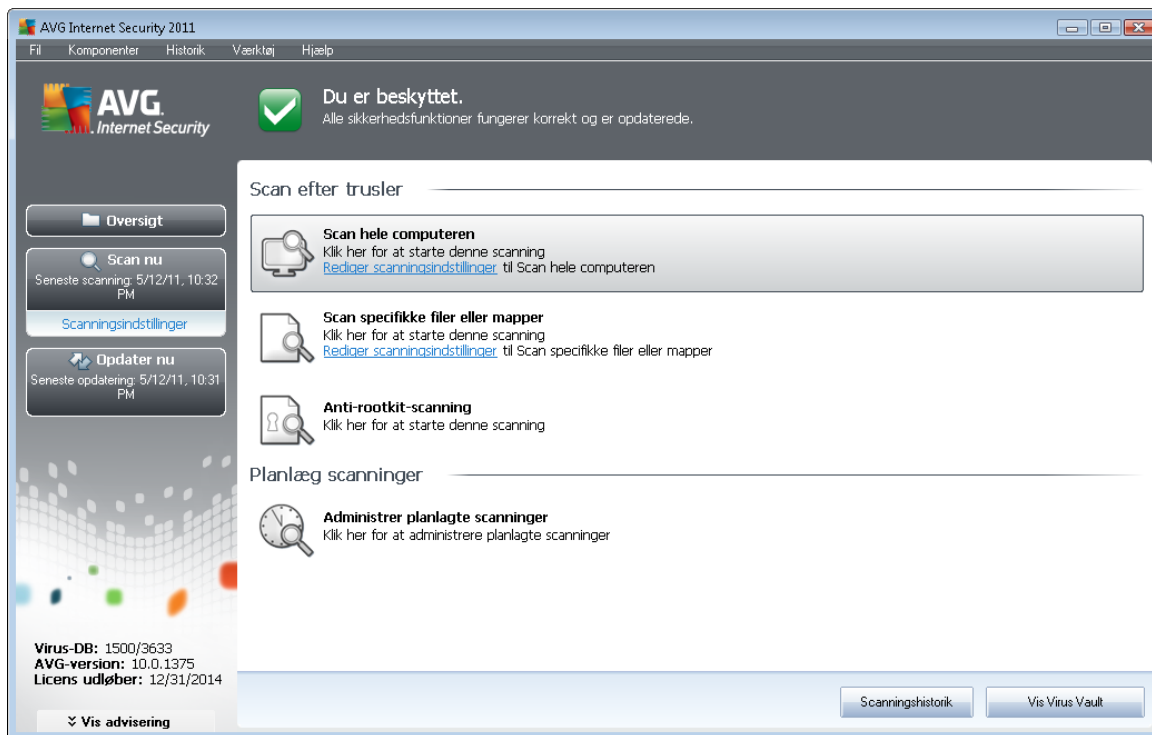 AVG Internet Security 2011
Fil Komponenter Historik Værktøj Hjælp
AVG.
Internet Security
Du er beskyttet.
Alle sikkerhedsfunktioner fungerer korrekt og er opdaterede.
Oversigt
Scan nu
Seneste scanning: 5/12/11, 10:32
PM
Scanningsindstillinger
Opdater nu
Seneste opdatering: 5/12/11, 10:31
PM
Virus-DB: 1500/3633
AVG-version: 10.0.1375
Licens udløber: 12/31/2014
Vis advisering
Scan efter trusler
Scan hele computeren
Klik her for at starte denne scanning
Rediger scanningsindstillinger til Scan hele computeren
Scan specifikke filer eller mapper
Klik her for at starte denne scanning
Rediger scanningsindstillinger til Scan specifikke filer eller mapper
Anti-rootkit-scanning
Klik her for at starte denne scanning
Planlæg scanninger
Administrer planlagte scanninger
Klik her for at administrere planlagte scanninger
Scanningshistorik
Vis Virus Vault